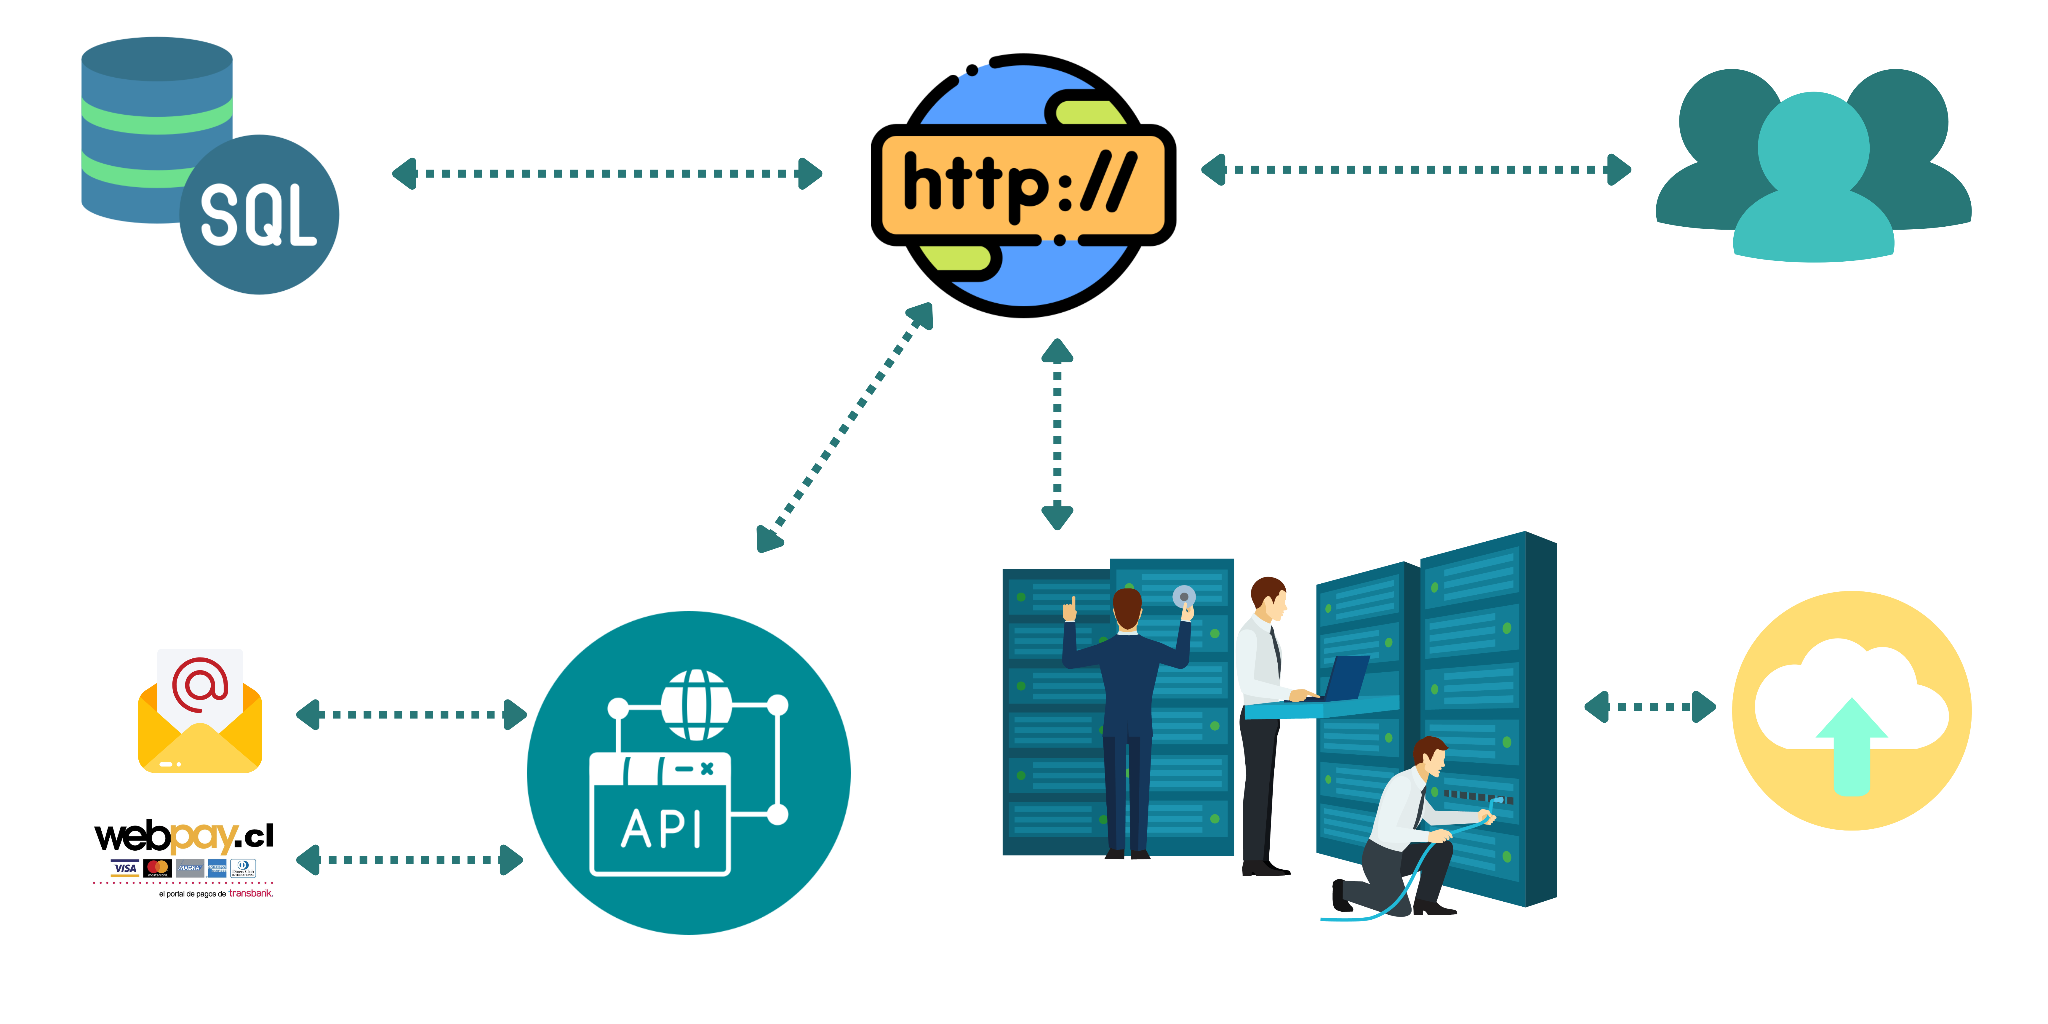 SQL
http://
@
API
webpay.cl
VISA
el portal de pagos de transbank.